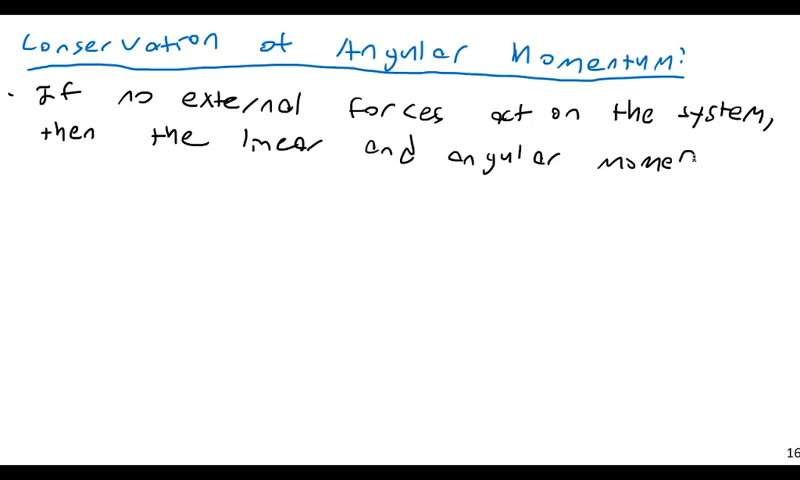 Conservation of Angular Momentum:
. If no external forces act on the system,
then the linear and angular momen
16